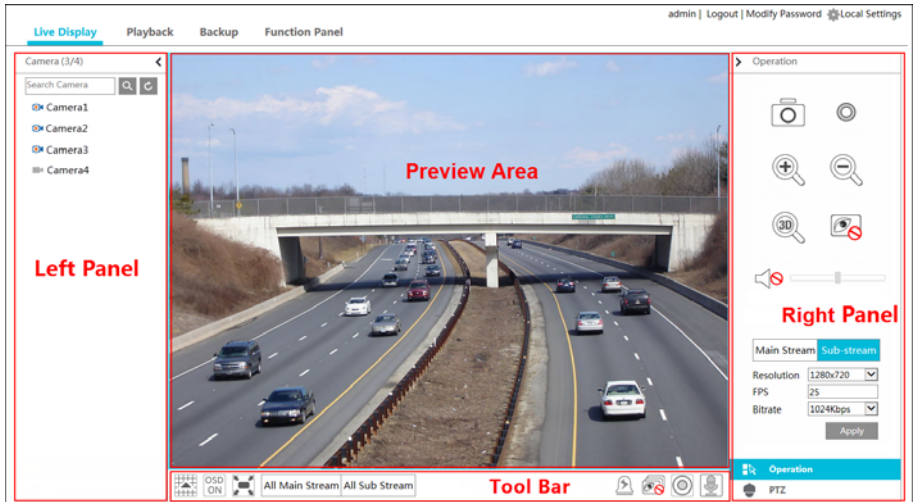 admin | Logout | Modify Password Local Settings
Live Display Playback Backup Function Panel
Camera (3/4)
Search Camera
Camera1
Camera2
Camera3
Camera4
Left Panel
Preview Area
Operation
3D
Right Panel
Main Stream Sub-stream
Resolution 1280x720
FPS 25
Bitrate 1024Kbps
Apply
Operation
PTZ
OSD
ON
All Main Stream All Sub Stream
Tool Bar